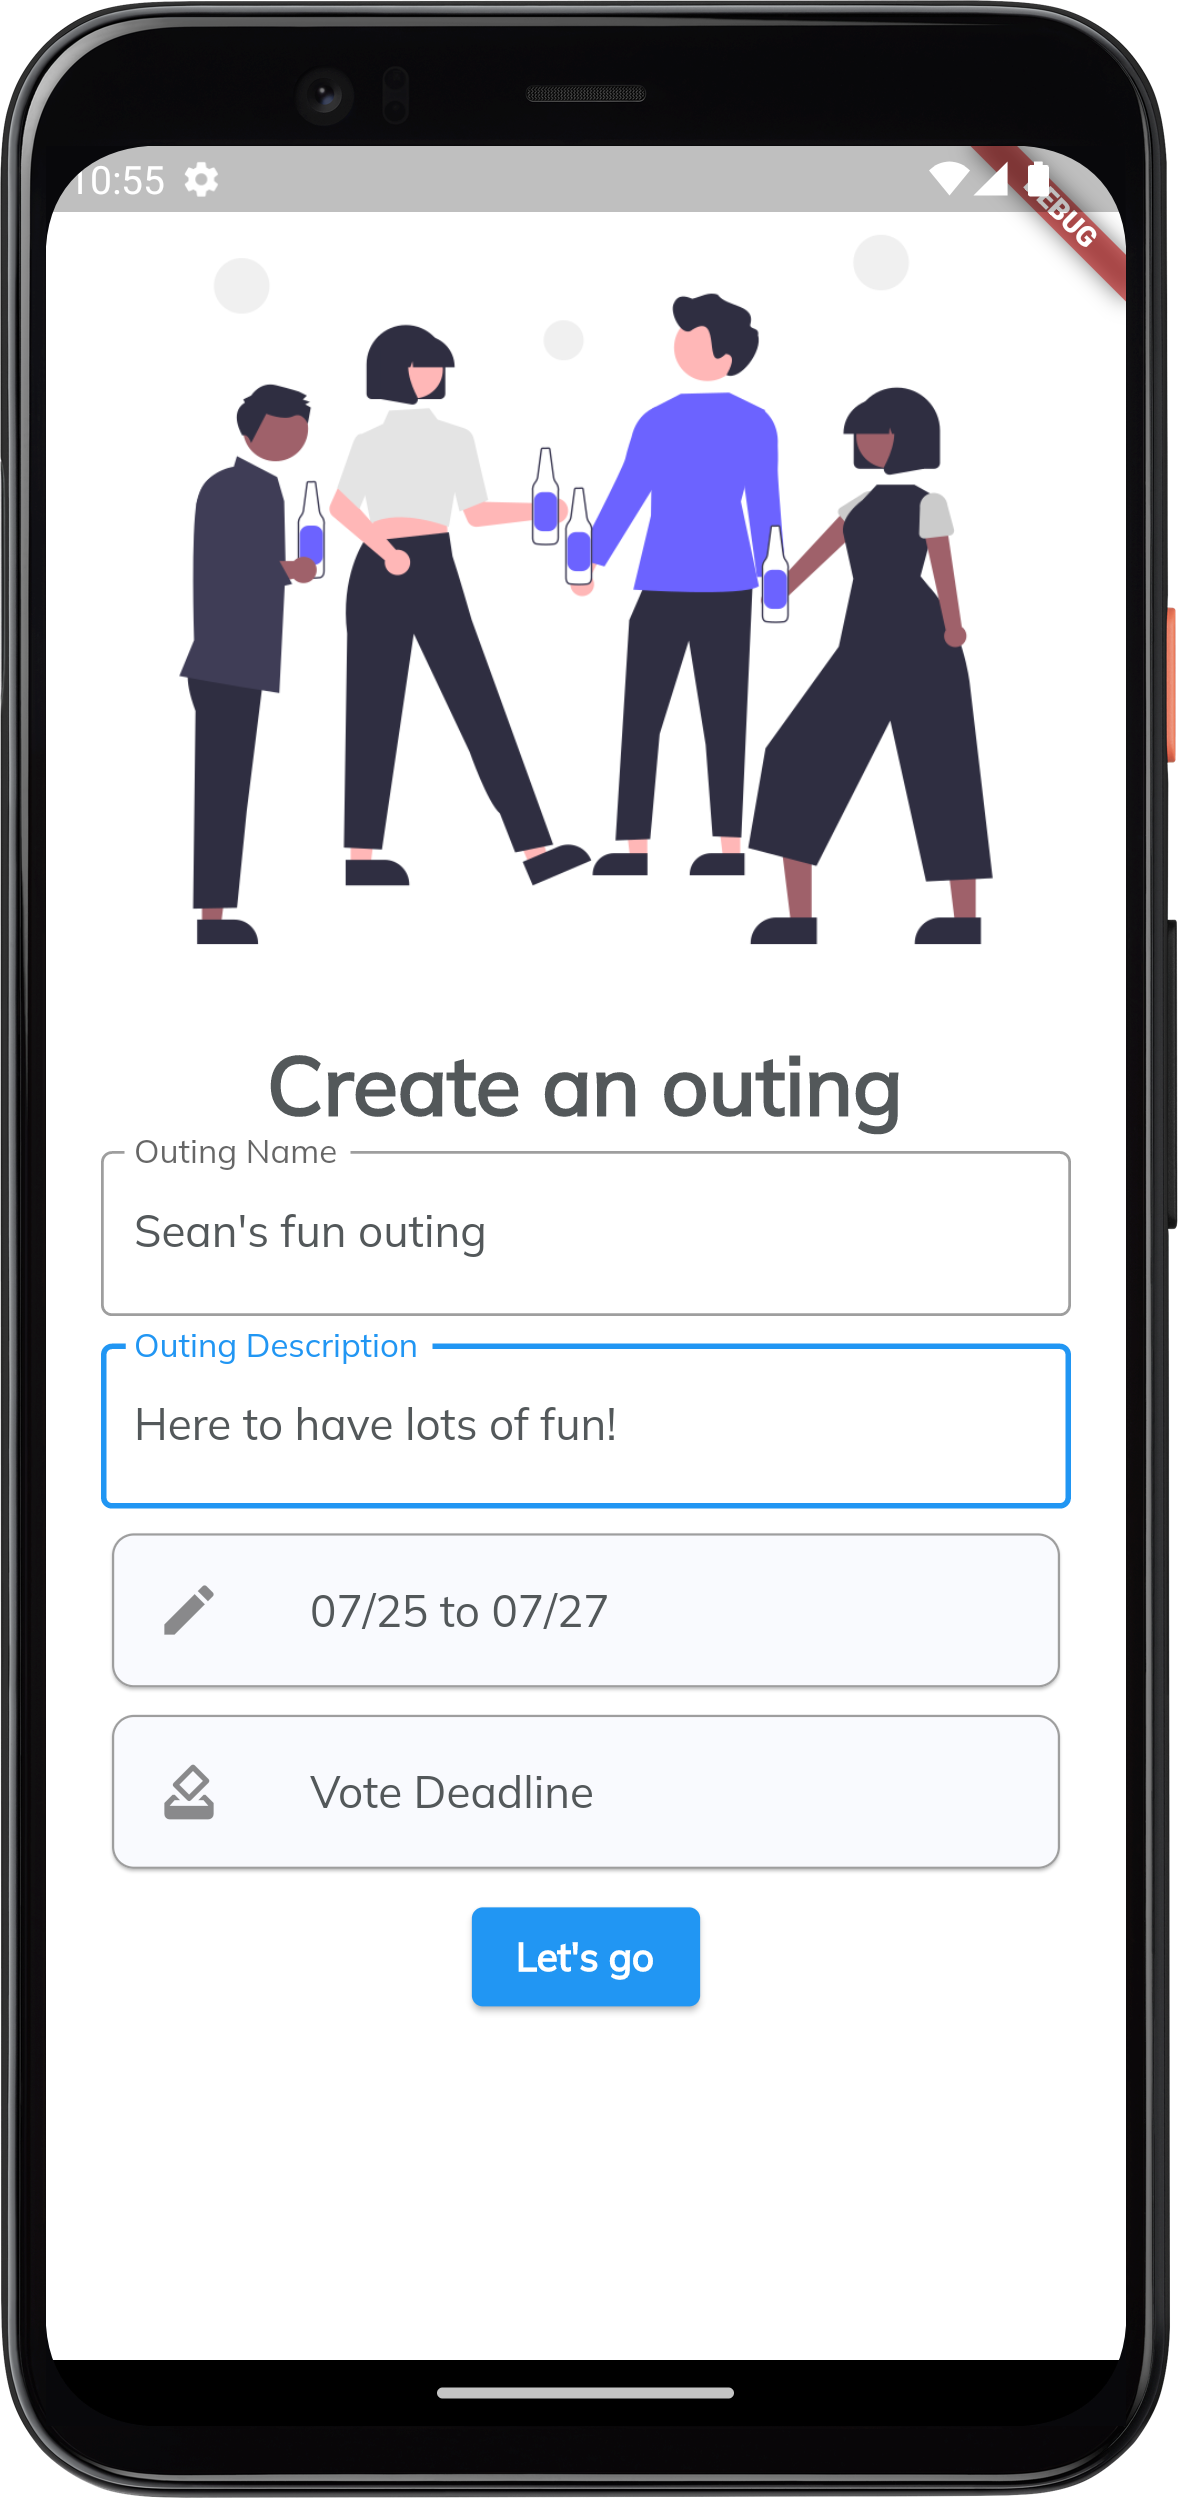 10:55
DEBUG
Create an outing
Outing Name
Sean's fun outing
Outing Description
Here to have lots of fun!
07/25 to 07/27
Vote Deadline
Let's go